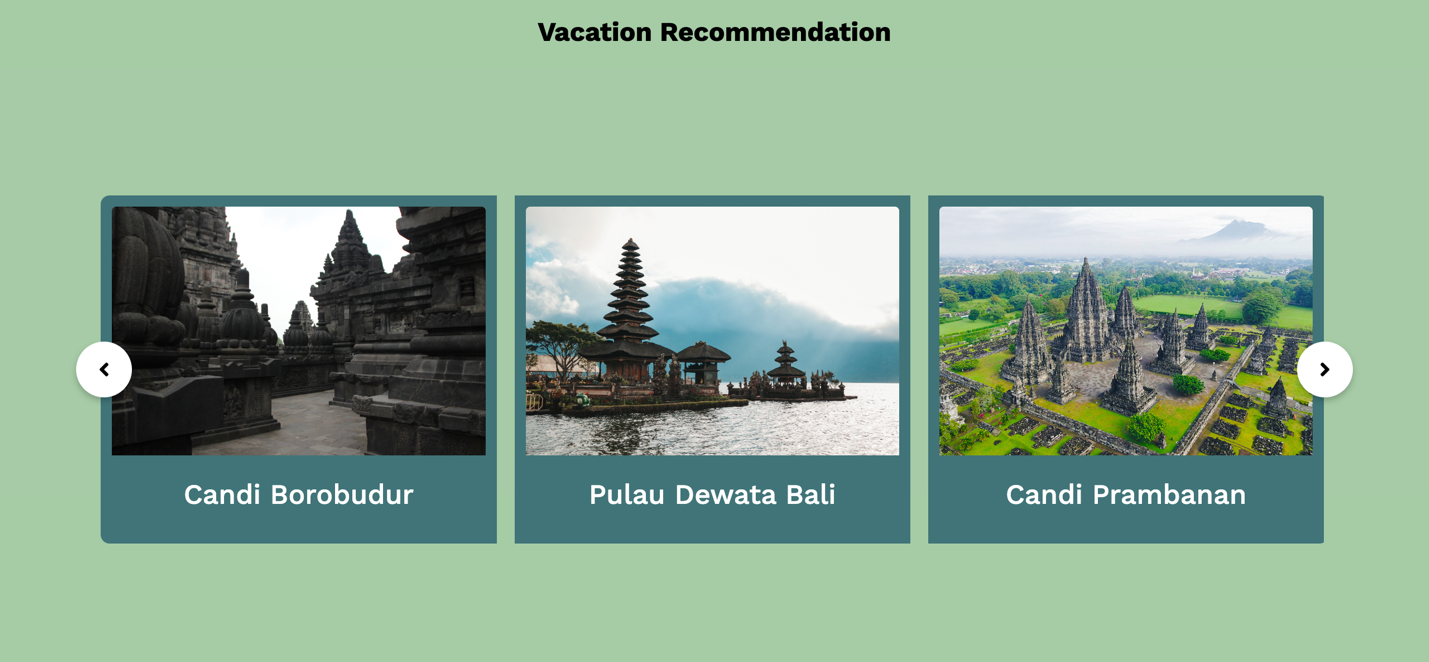 Vacation Recommendation
Candi Borobudur
Pulau Dewata Bali
Candi Prambanan